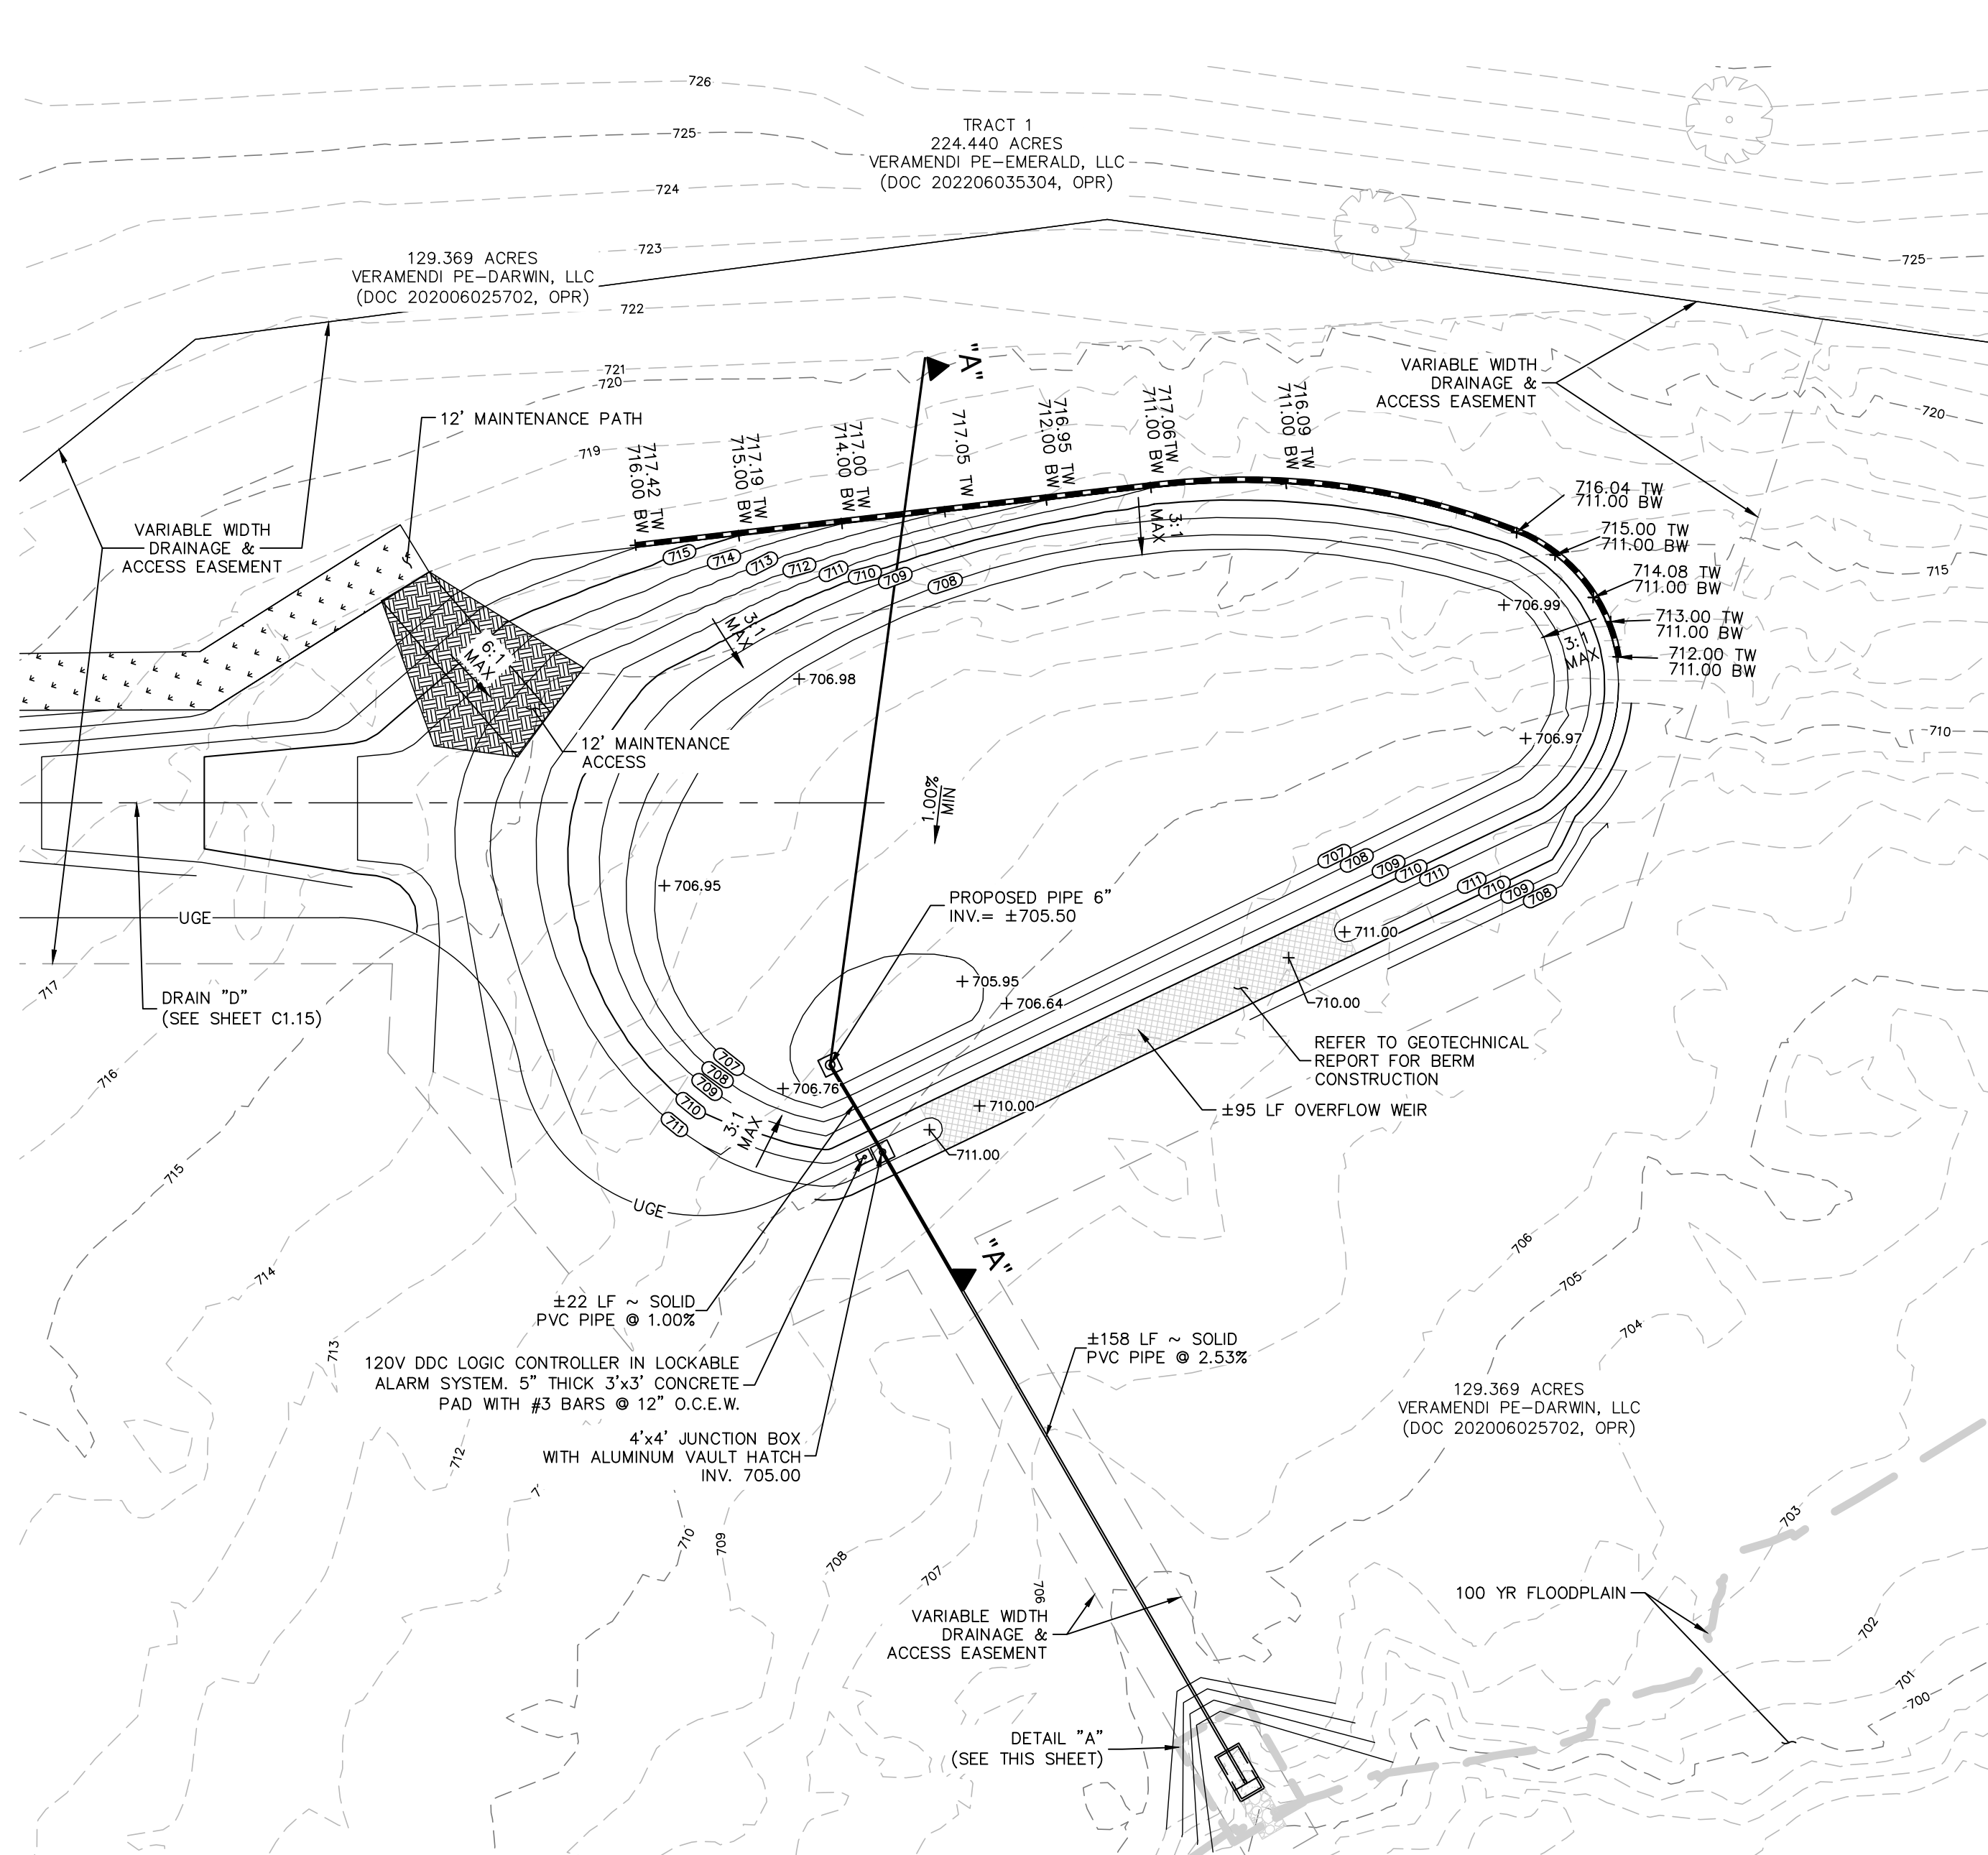 726
725
TRACT 1
224.440 ACRES
VERAMENDI PE-EMERALD, LLC
(DOC 202206035304, OPR)
724
723
725
129.369 ACRES
VERAMENDI PE-DARWIN, LLC
(DOC 202006025702, OPR)
722
721
720
"A"
VARIABLE WIDTH
DRAINAGE &
ACCESS EASEMENT
720
12' MAINTENANCE PATH
719
717.42 TW
716.00 BW
717.19 TW
715.00 BW
717.00 TW
714.00 BW
717.05 TW
716.95 TW
712.00 BW
717.06TW
711.00 BW
716.09 TW
711.00 BW
716.04 TW
711.00 BW
715.00 TW
711.00 BW
714.08 TW
711.00 BW
713.00 TW
711.00 BW
712.00 TW
711.00 BW
715
VARIABLE WIDTH
DRAINAGE &
ACCESS EASEMENT
715
714
713
712
711
710
709
708
3:1
MAX
3:1
MAX
3:1
MAX
6:1
MAX
706.99
706.98
706.97
710
12' MAINTENANCE
ACCESS
1.00%
MIN
706.95
707
708
709
710
711
711
710
709
708
PROPOSED PIPE 6"
INV.= ±705.50
UGE
711.00
717
DRAIN "D"
(SEE SHEET C1.15)
705.95
706.64
710.00
REFER TO GEOTECHNICAL
REPORT FOR BERM
CONSTRUCTION
716
707
708
709
710
711
706.76
3:1
MAX
710.00
±95 LF OVERFLOW WEIR
711.00
715
UGE
"A"
714
706
705
±22 LF ~ SOLID
PVC PIPE @ 1.00%
704
713
±158 LF ~ SOLID
PVC PIPE @ 2.53%
120V DDC LOGIC CONTROLLER IN LOCKABLE
ALARM SYSTEM. 5" THICK 3'x3' CONCRETE
PAD WITH #3 BARS @ 12" O.C.E.W.
129.369 ACRES
VERAMENDI PE-DARWIN, LLC
(DOC 202006025702, OPR)
4'x4' JUNCTION BOX
WITH ALUMINUM VAULT HATCH
INV. 705.00
712
710
709
708
707
706
703
100 YR FLOODPLAIN
VARIABLE WIDTH
DRAINAGE &
ACCESS EASEMENT
702
701
700
DETAIL "A"
(SEE THIS SHEET)